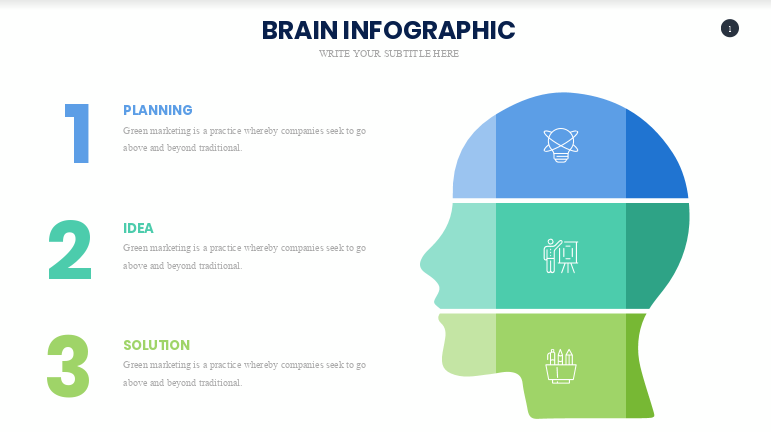 BRAIN INFOGRAPHIC
1
WRITE YOUR SUBTITLE HERE
1
PLANNING
Green marketing is a practice whereby companies seek to go
above and beyond traditional.
2
IDEA
Green marketing is a practice whereby companies seek to go
above and beyond traditional.
3
SOLUTION
Green marketing is a practice whereby companies seek to go
above and beyond traditional.